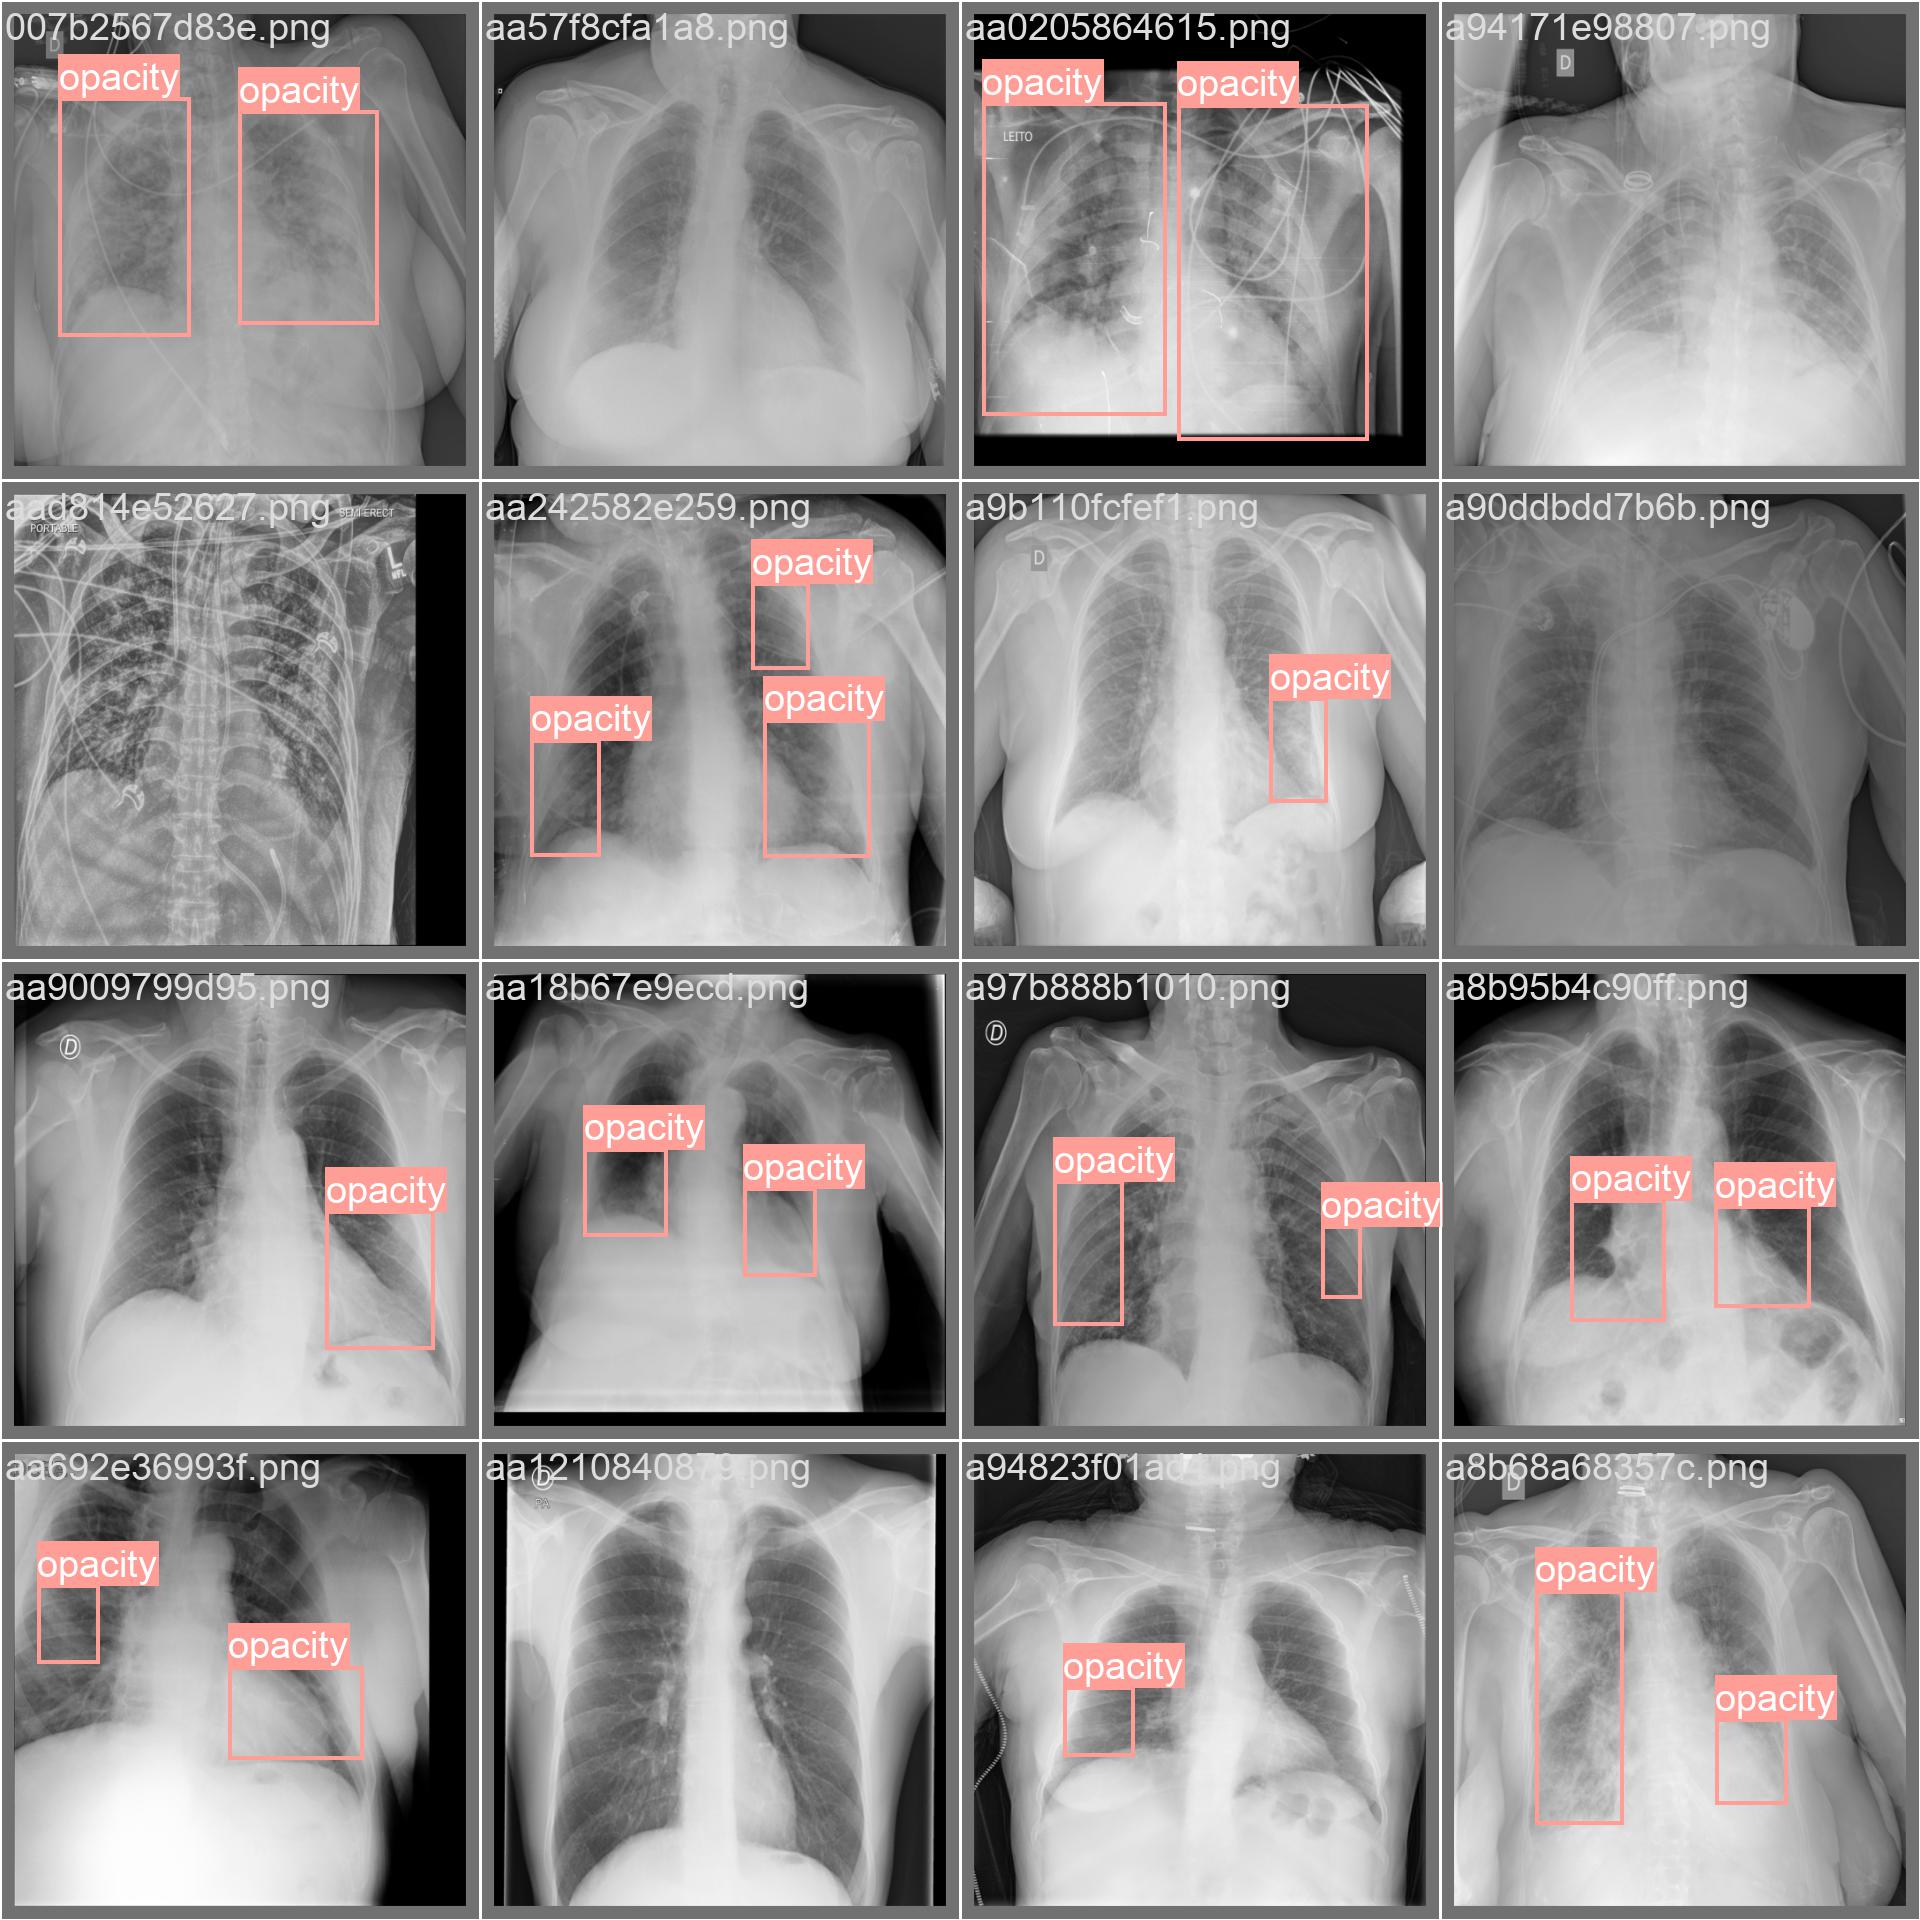 007b2567d83e.png
D
opacity
opacity
aa57f8cfa1a8.png
aa0205864615.png
opacity
opacity
LEITO
a94171e98807.png
D
aad814e52627.png
PORTABLE
SEMI-ERECT
L
aa242582e259.png
opacity
opacity
opacity
a9b110fcfef1.png
D
opacity
a90ddbdd7b6b.png
aa9009799d95.png
D
opacity
aa18b67e9ecd.png
opacity
opacity
a97b888b1010.png
D
opacity
opacity
a8b95b4c90ff.png
opacity
opacity
aa692e36993f.png
opacity
opacity
D
PA
opacity
a8b68a68357c.png
D
opacity
opacity